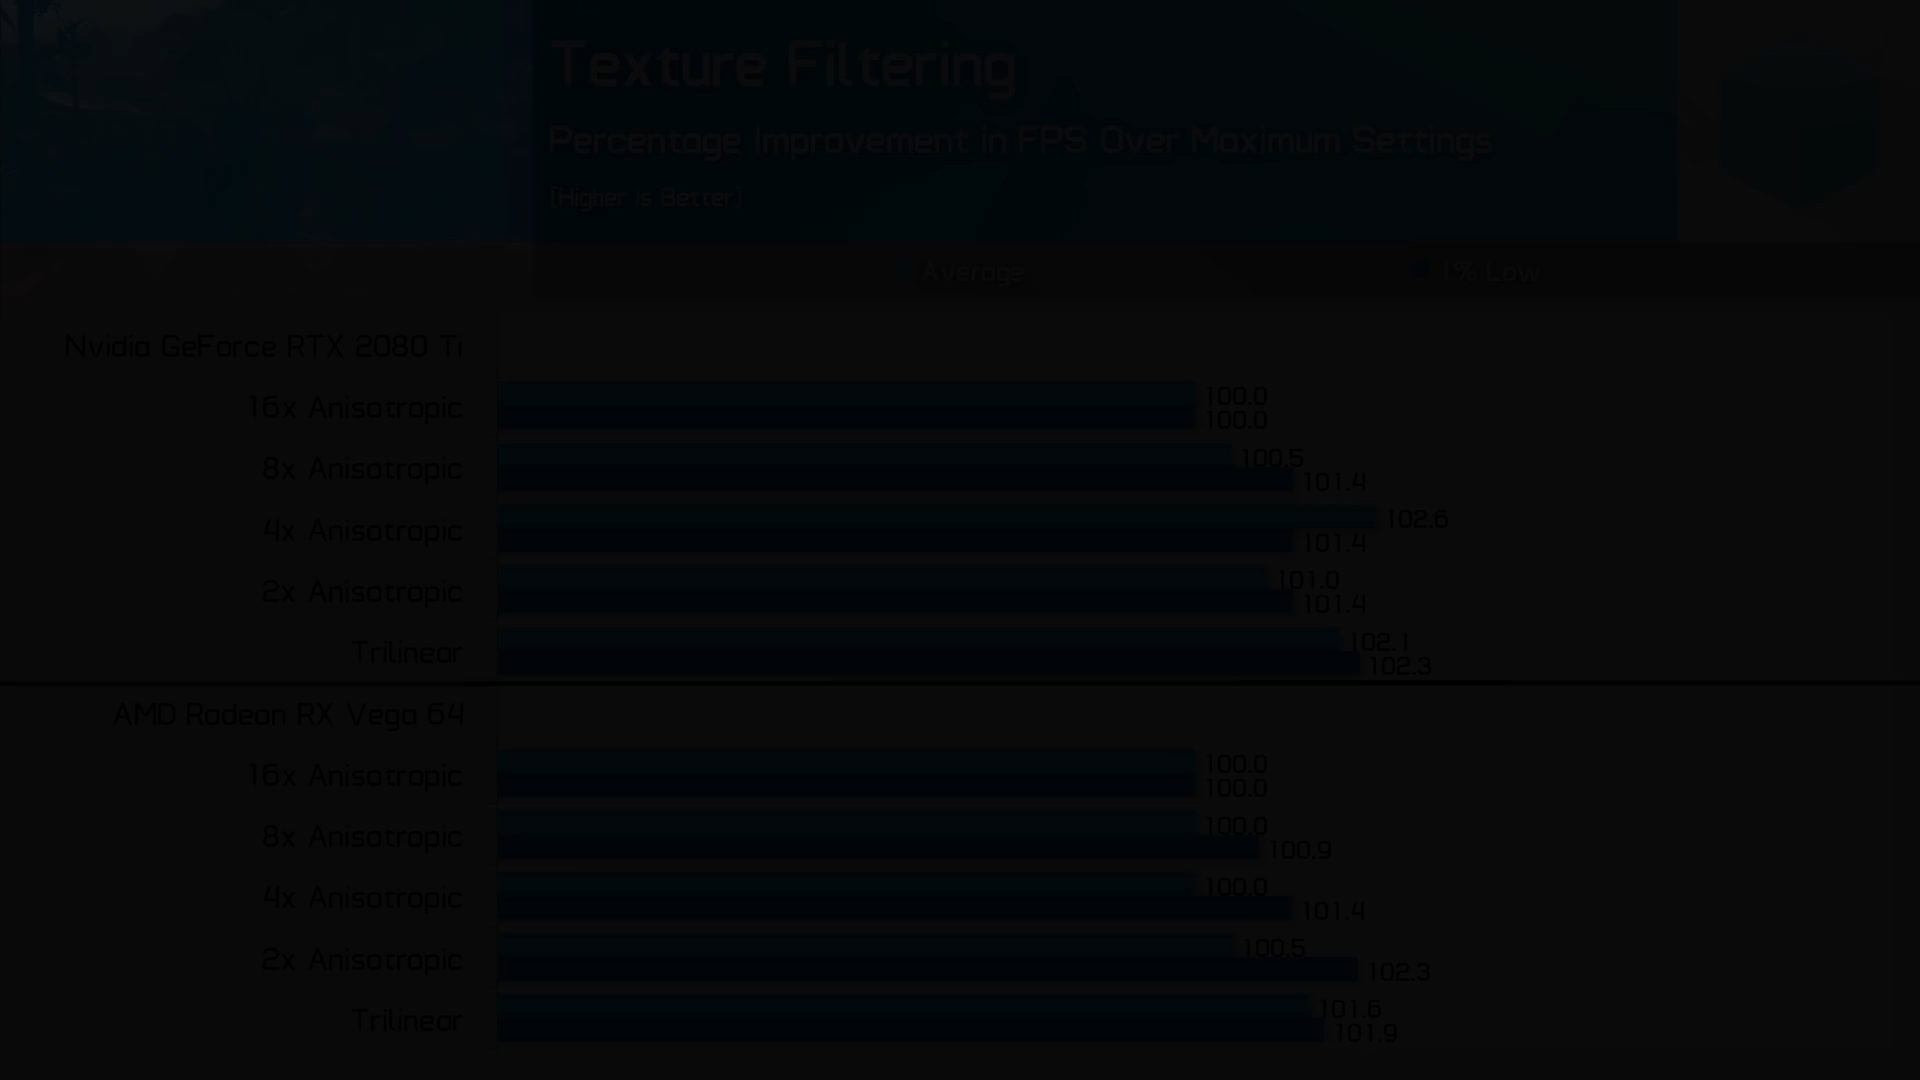 Texture Filtering
Percentage Improvement in FPS Over Maximum Settings
(Higher is Better)
Average 1% Low
Nvidia GeForce RTX 2080 Ti
16x Anisotropic 100.0
100.0
8x Anisotropic 100.5
101.4
4x Anisotropic 102.6
101.4
2x Anisotropic 101.0
101.4
Trilinear 102.1
102.3
AMD Radeon RX Vega 64
16x Anisotropic 100.0
100.0
8x Anisotropic 100.0
100.9
4x Anisotropic 100.0
101.4
2x Anisotropic 100.5
102.3
Trilinear 101.6
101.9